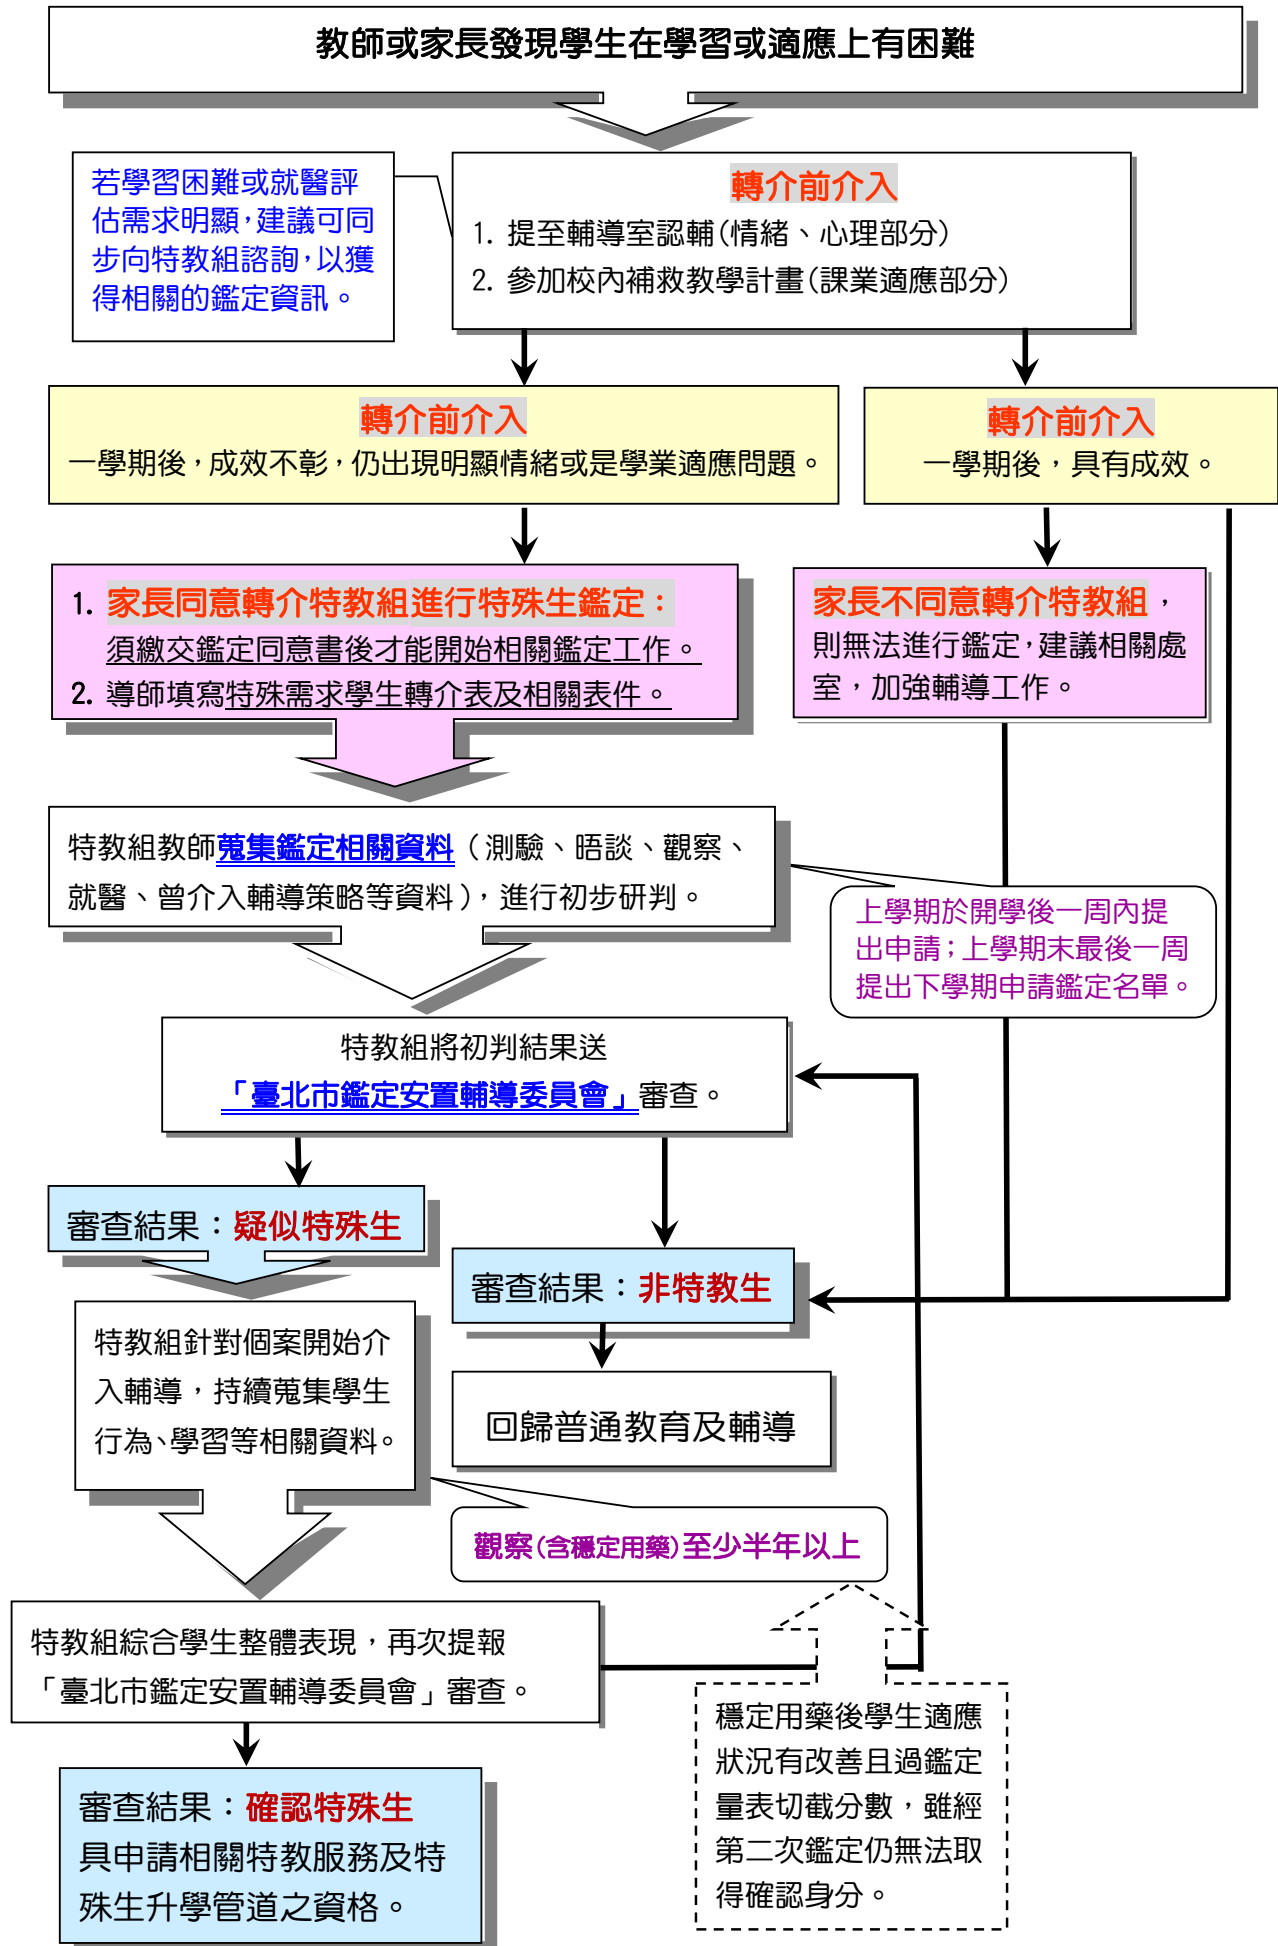 教師或家長發現學生在學習或適應上有困難
若學習困難或就醫評
估需求明顯，建議可同
步向特教組諮詢，以獲
得相關的鑑定資訊。
轉介前介入
1. 提至輔導室認輔(情緒、心理部分)
2. 參加校內補救教學計畫(課業適應部分)
轉介前介入
一學期後，成效不彰，仍出現明顯情緒或是學業適應問題。
轉介前介入
一學期後，具有成效。
1. 家長同意轉介特教組進行特殊生鑑定：
須繳交鑑定同意書後才能開始相關鑑定工作。
2. 導師填寫特殊需求學生轉介表及相關表件。
家長不同意轉介特教組，
則無法進行鑑定，建議相關處
室，加強輔導工作。
特教組教師蒐集鑑定相關資料（測驗、晤談、觀察、
就醫、曾介入輔導策略等資料），進行初步研判。
上學期於開學後一周內提
出申請；上學期末最後一周
提出下學期申請鑑定名單。
特教組將初判結果送
「臺北市鑑定安置輔導委員會」審查。
審查結果：疑似特殊生
審查結果：非特教生
特教組針對個案開始介
入輔導，持續蒐集學生
行為、學習等相關資料。
回歸普通教育及輔導
觀察(含穩定用藥)至少半年以上
特教組綜合學生整體表現，再次提報
「臺北市鑑定安置輔導委員會」審查。
穩定用藥後學生適應
狀況有改善且過鑑定
量表切截分數，雖經
第二次鑑定仍無法取
得確認身分。
審查結果：確認特殊生
具申請相關特教服務及特
殊生升學管道之資格。